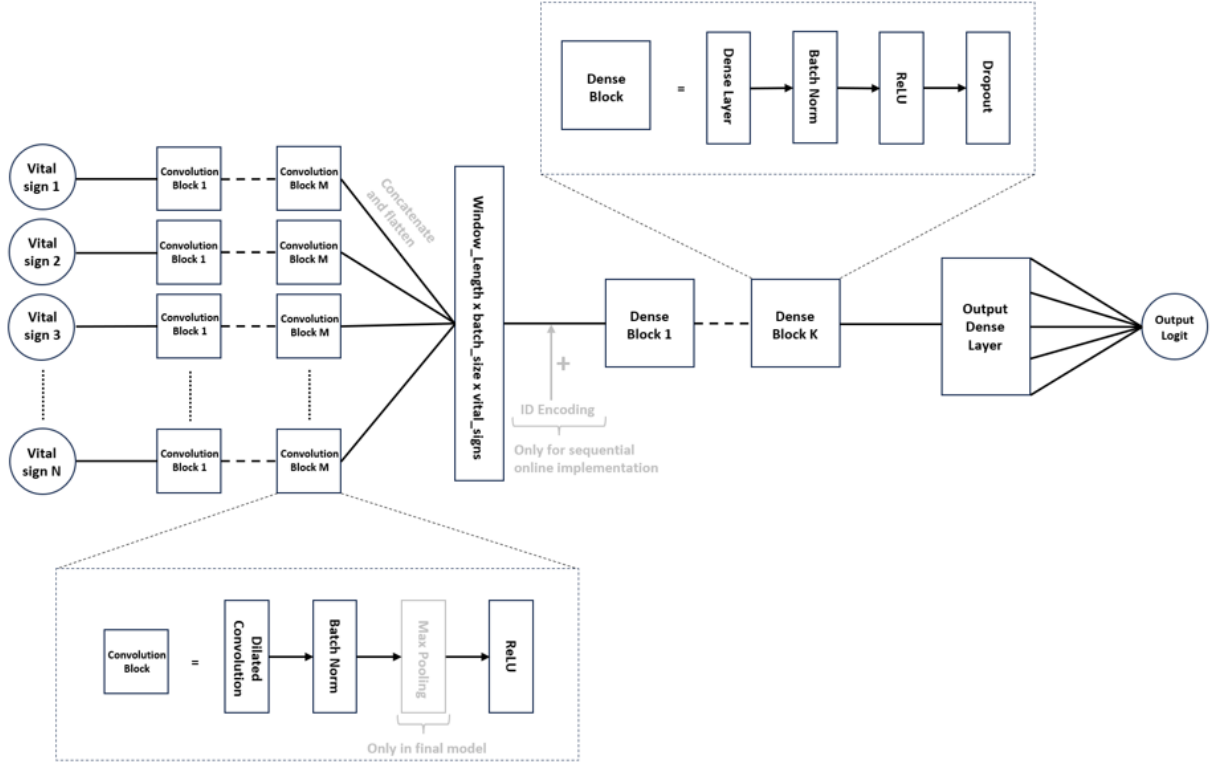 Dense
Block
=
Dense Layer
Batch Norm
ReLU
Dropout
Vital
sign 1
Convolution
Block 1
Convolution
Block M
Concatenate
and flatten
Vital
sign 2
Convolution
Block 1
Convolution
Block M
Vital
sign 3
Convolution
Block 1
Convolution
Block M
Vital
sign N
Convolution
Block 1
Convolution
Block M
Window_Length x batch_size x vital_signs
+
ID Encoding
Only for sequential
online implementation
Dense
Block 1
Dense
Block K
Output
Dense
Layer
Output
Logit
Convolution
Block
=
Dilated
Convolution
Batch Norm
Max Pooling
ReLU
Only in final model